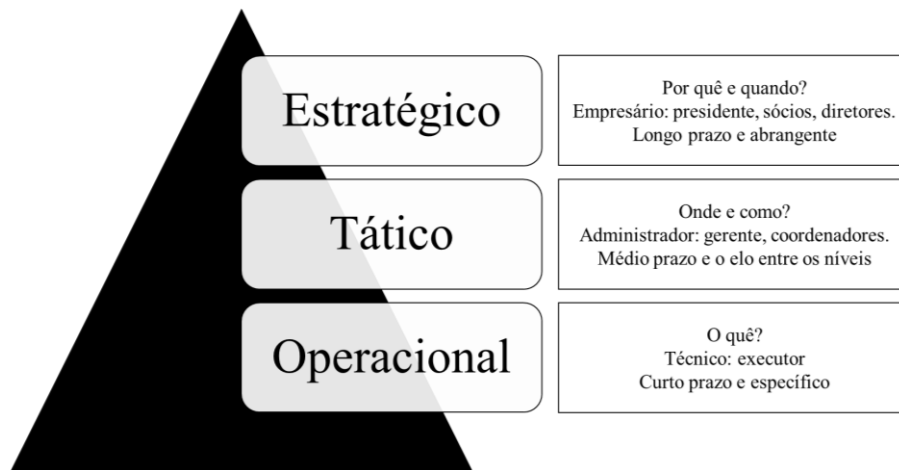 Estratégico
Por quê e quando?
Empresário: presidente, sócios, diretores.
Longo prazo e abrangente
Tático
Onde e como?
Administrador: gerente, coordenadores.
Médio prazo e o elo entre os níveis
Operacional
O quê?
Técnico: executor
Curto prazo e específico